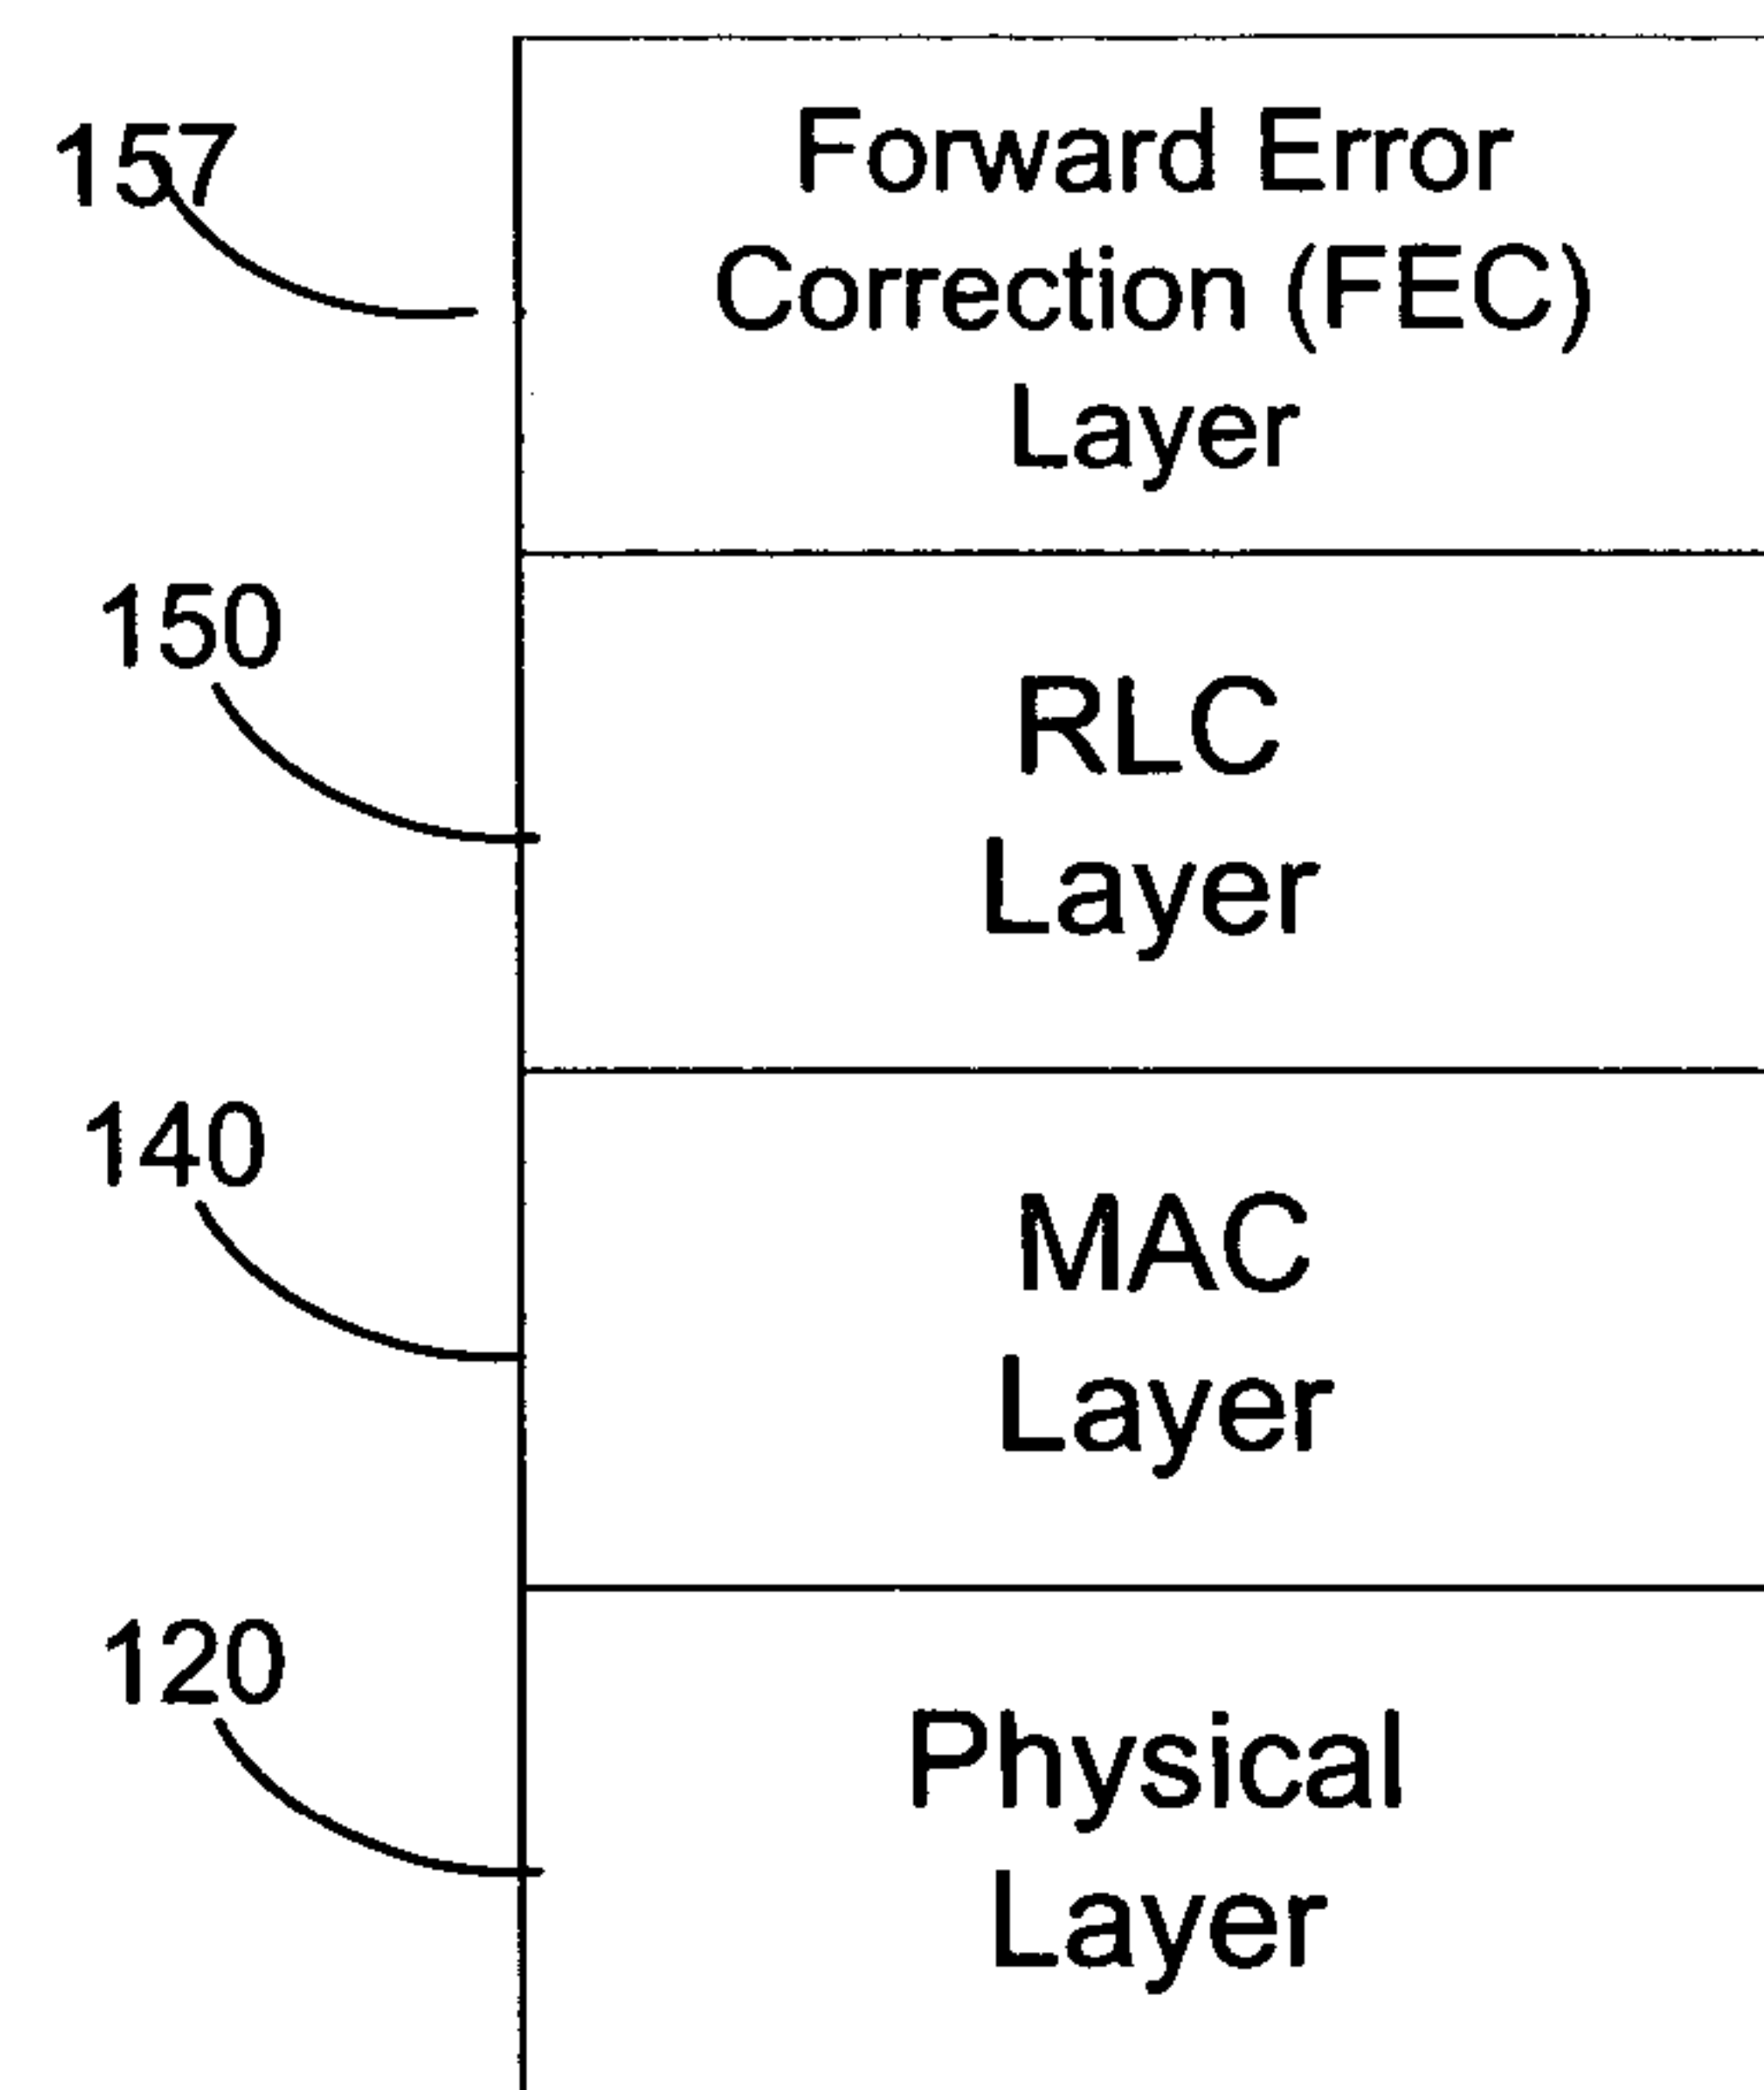 157
Forward Error
Correction (FEC)
Layer
150
RLC
Layer
140
MAC
Layer
120
Physical
Layer